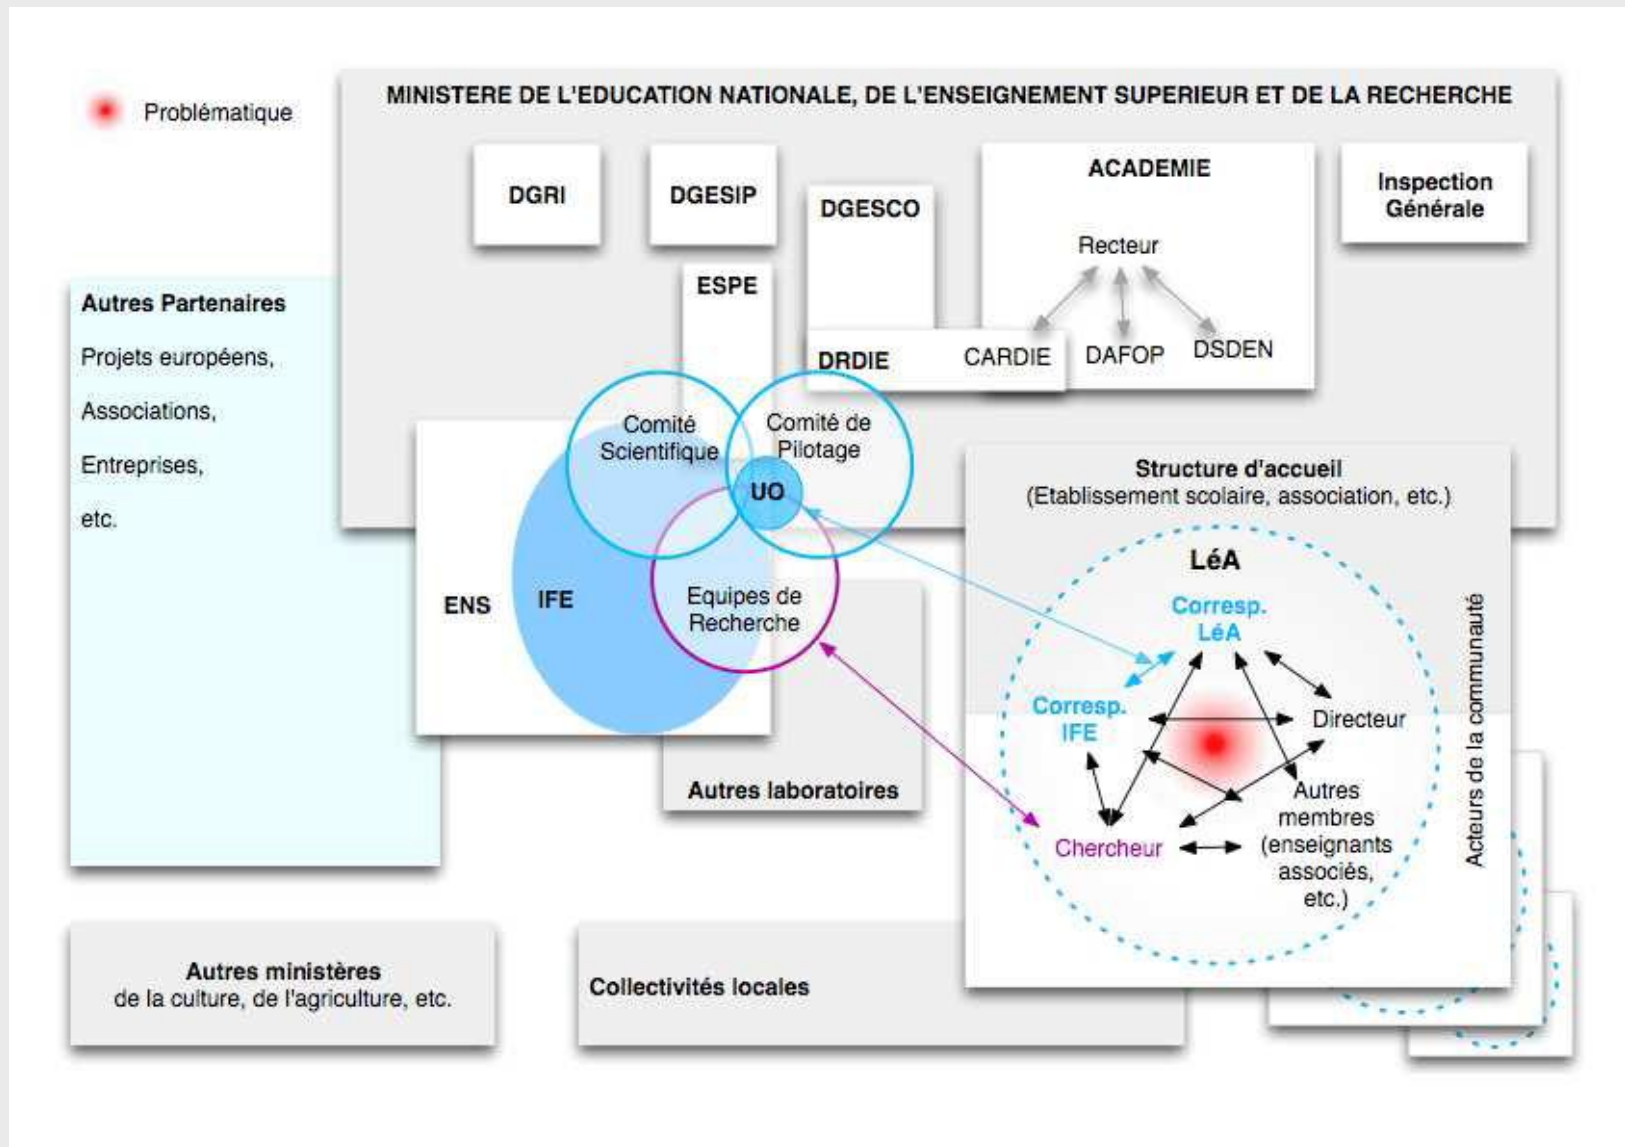 Problématique
MINISTERE DE L'EDUCATION NATIONALE, DE L'ENSEIGNEMENT SUPERIEUR ET DE LA RECHERCHE
DGRI
DGESIP
DGESCO
ACADEMIE
Inspection
Générale
Recteur
ESPE
DRDIE
CARDIE
DAFOP
DSDEN
Autres Partenaires
Projets européens,
Associations,
Entreprises,
etc.
Comité
Scientifique
Comité de
Pilotage
UO
ENS
IFE
Equipes de
Recherche
Autres laboratoires
Structure d'accueil
(Etablissement scolaire, association, etc.)
LéA
Corresp.
LéA
Corresp.
IFE
Directeur
Autres
membres
(enseignants
associés,
etc.)
Chercheur
Acteurs de la communauté
Autres ministères
de la culture, de l'agriculture, etc.
Collectivités locales